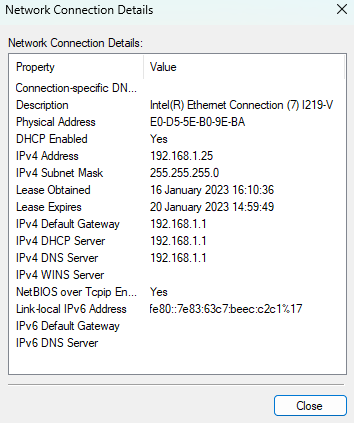 Network Connection Details
Network Connection Details:
Property Value
Connection-specific DN...
Description Intel(R) Ethernet Connection (7) I219-V
Physical Address E0-D5-5E-B0-9E-BA
DHCP Enabled Yes
IPv4 Address 192.168.1.25
IPv4 Subnet Mask 255.255.255.0
Lease Obtained 16 January 2023 16:10:36
Lease Expires 20 January 2023 14:59:49
IPv4 Default Gateway 192.168.1.1
IPv4 DHCP Server 192.168.1.1
IPv4 DNS Server 192.168.1.1
IPv4 WINS Server
NetBIOS over Tcpip En... Yes
Link-local IPv6 Address fe80::7e83:63c7:beec:c2c1%17
IPv6 Default Gateway
IPv6 DNS Server
Close